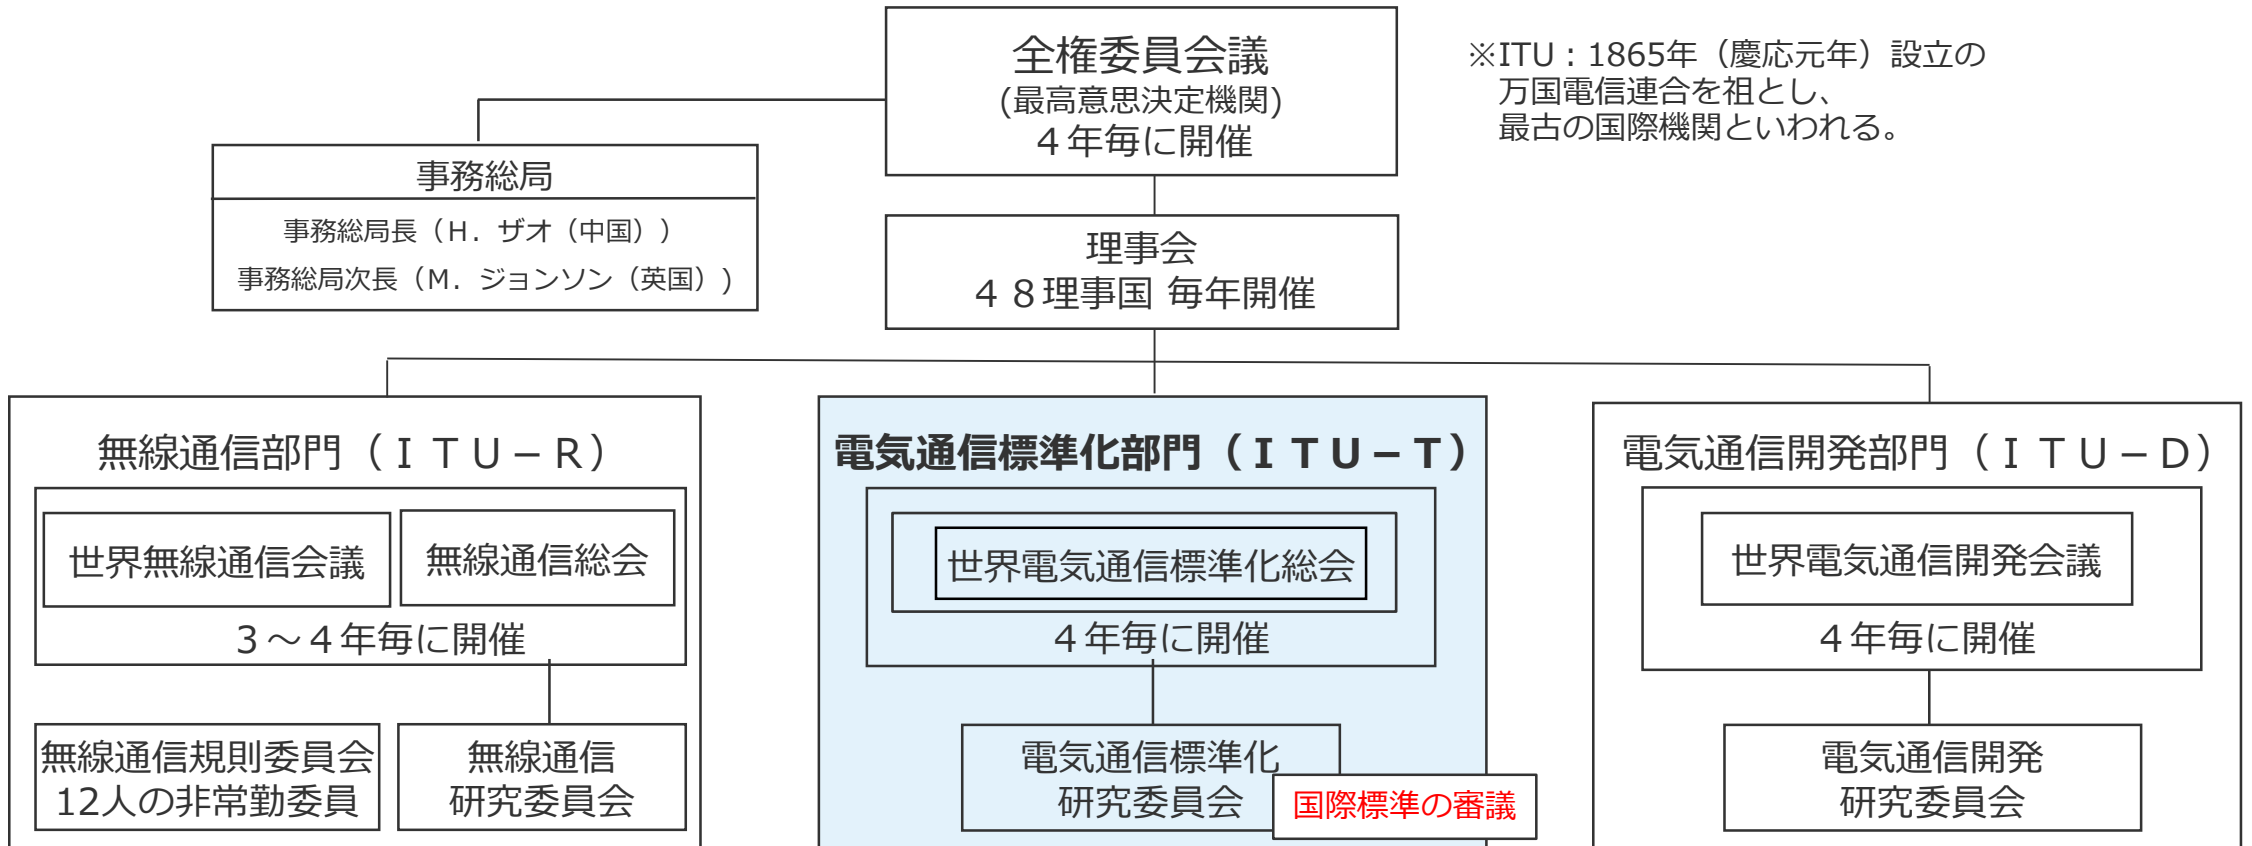 全権委員会議
(最高意思決定機関)
４年毎に開催
※ITU：1865年（慶応元年）設立の
万国電信連合を祖とし、
最古の国際機関といわれる。
事務総局
事務総局長（Ｈ．ザオ（中国））
事務総局次長（Ｍ．ジョンソン（英国）)
理事会
４８理事国 毎年開催
無線通信部門（ＩＴＵ－Ｒ）
世界無線通信会議
無線通信総会
３～４年毎に開催
無線通信規則委員会
12人の非常勤委員
無線通信
研究委員会
電気通信標準化部門（ＩＴＵ－Ｔ）
世界電気通信標準化総会
４年毎に開催
電気通信標準化
研究委員会
国際標準の審議
電気通信開発部門（ＩＴＵ－Ｄ）
世界電気通信開発会議
４年毎に開催
電気通信開発
研究委員会